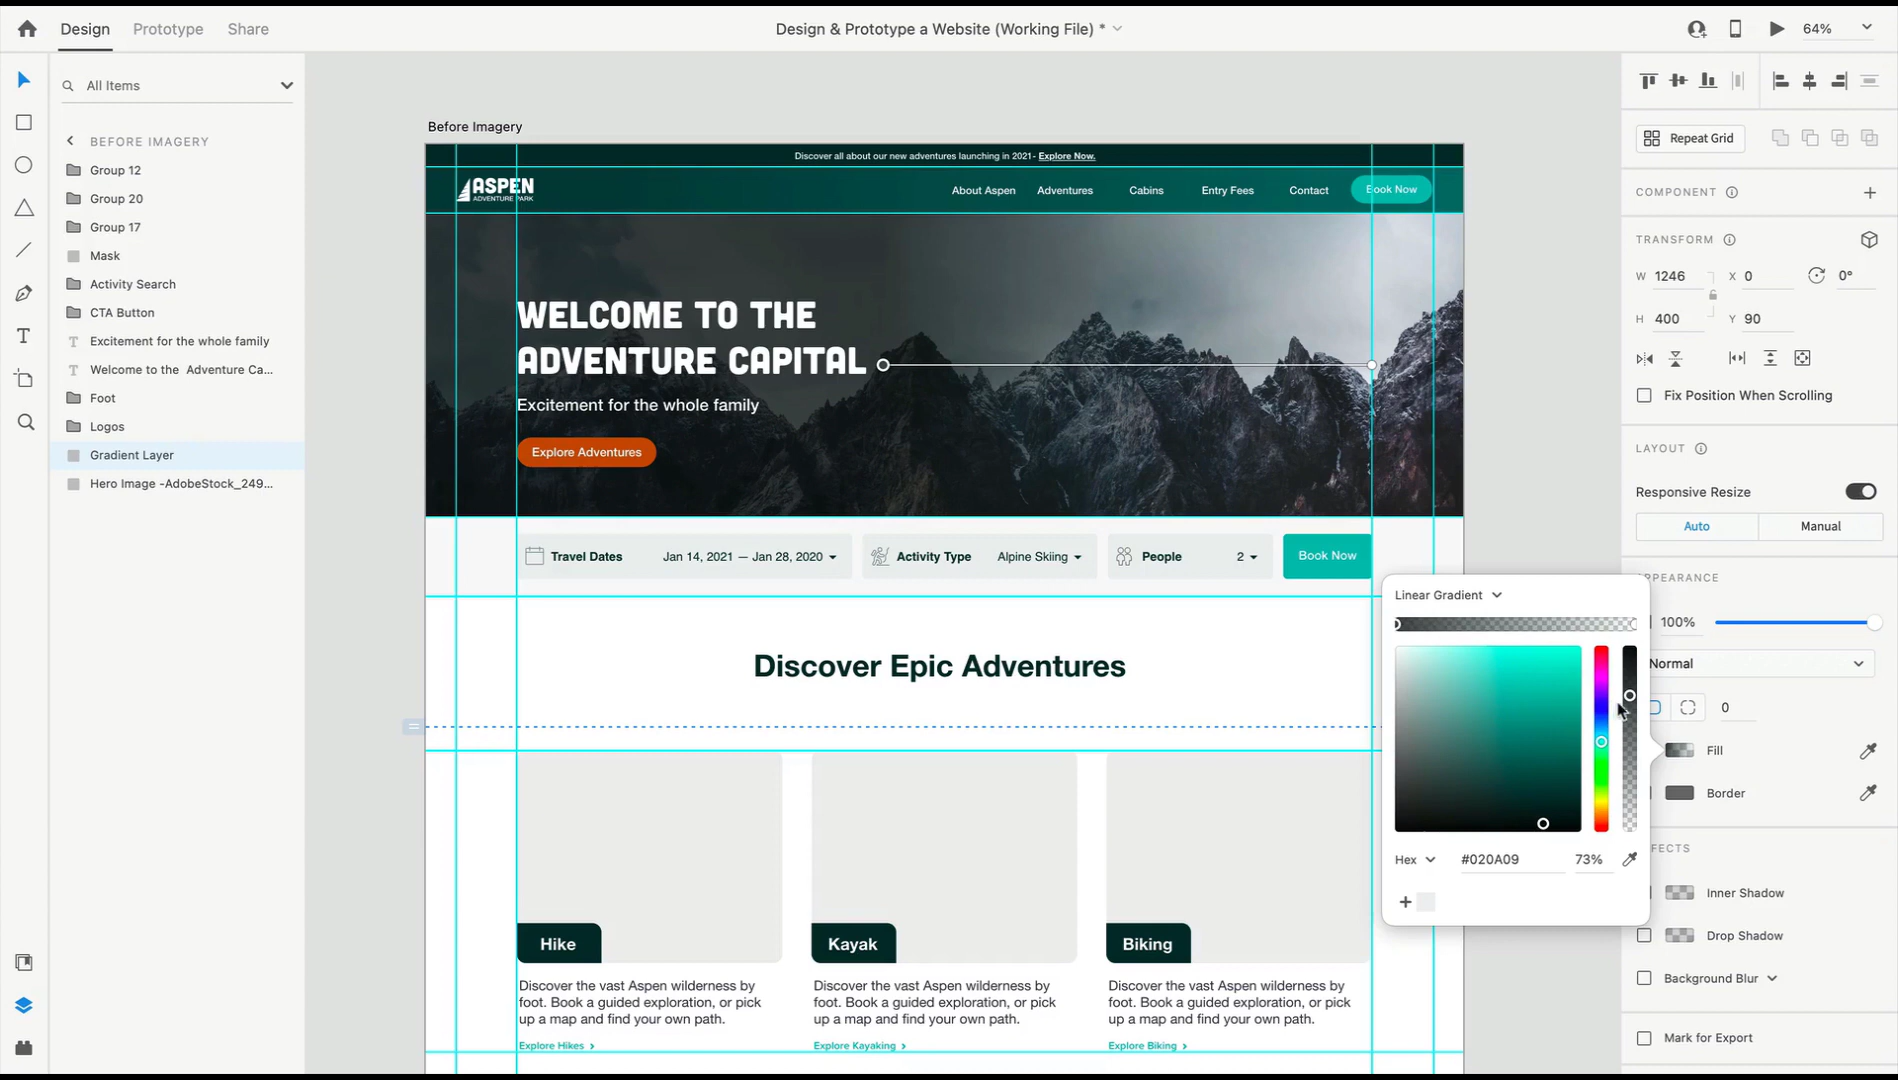 Design
Prototype
Share
Design & Prototype a Website (Working File) *
64%
All Items
BEFORE IMAGERY
Group 12
Group 20
Group 17
Mask
Activity Search
CTA Button
T Excitement for the whole family
T Welcome to the Adventure Ca...
Foot
Logos
Gradient Layer
Hero Image -AdobeStock_249...
T
Before Imagery
Discover all about our new adventures launching in 2021- Explore Now.
ASPEN
ADVENTURE PARK
About Aspen
Adventures
Cabins
Entry Fees
Contact
Book Now
WELCOME TO THE
ADVENTURE CAPITAL
Excitement for the whole family
Explore Adventures
Travel Dates
Jan 14, 2021 — Jan 28, 2020
Activity Type
Alpine Skiing
People
2
Book Now
Discover Epic Adventures
Hike
Kayak
Biking
Discover the vast Aspen wilderness by
foot. Book a guided exploration, or pick
up a map and find your own path.
Explore Hikes >
Discover the vast Aspen wilderness by
foot. Book a guided exploration, or pick
up a map and find your own path.
Explore Kayaking >
Discover the vast Aspen wilderness by
foot. Book a guided exploration, or pick
up a map and find your own path.
Explore Biking >
Linear Gradient
Hex
#020A09
73%
+
Repeat Grid
COMPONENT
+
TRANSFORM
W 1246
X 0
0°
H 400
Y 90
Fix Position When Scrolling
LAYOUT
Responsive Resize
Auto
Manual
APPEARANCE
100%
Normal
0
Fill
Border
FFECTS
Inner Shadow
Drop Shadow
Background Blur
Mark for Export